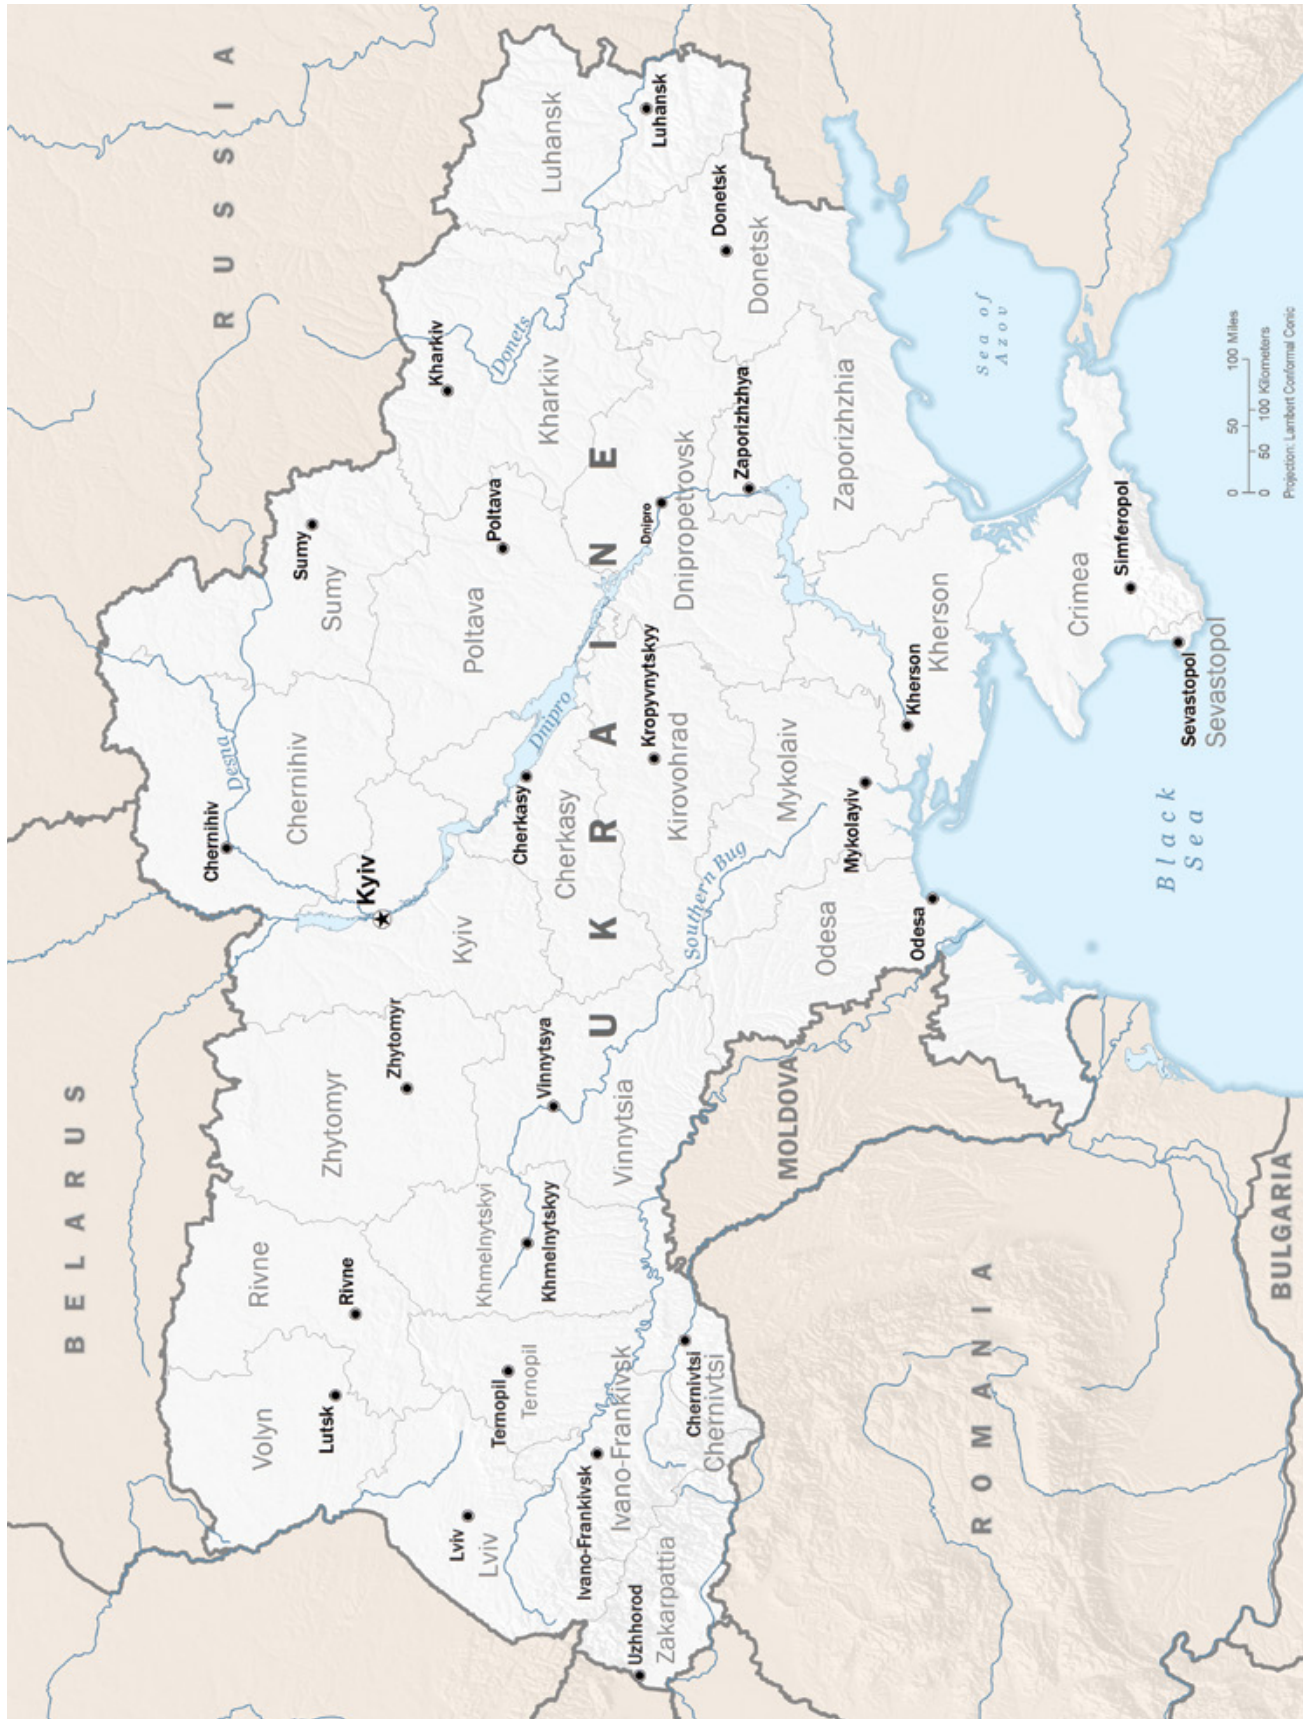 BELARUS
RUSSIA
Chernihiv
Desna
Chernihiv
Sumy
Sumy
Volyn
Lutsk
Rivne
Rivne
Zhytomyr
Zhytomyr
Kyiv
Kyiv
Kharkiv
Kharkiv
Donets
Luhansk
Luhansk
Poltava
Poltava
Lviv
Lviv
Ternopil
Ternopil
Khmelnytskyi
Khmelnytskyy
Vinnytsya
Vinnytsia
Cherkasy
Cherkasy
Dnipro
UKRAINE
Uzhhorod
Zakarpattia
Ivano-Frankivsk
Ivano-Frankivsk
Chernivtsi
Chernivtsi
Southern Bug
Kropyvnytskyy
Kirovohrad
Dnipro
Dnipropetrovsk
Donetsk
Donetsk
Zaporizhzhya
Zaporizhzhia
MOLDOVA
Odesa
Odesa
Mykolaiv
Mykolayiv
Kherson
Kherson
Sea of
Azov
ROMANIA
Crimea
Simferopol
Sevastopol
Sevastopol
Black
Sea
BULGARIA
0 50 100 Miles
0 50 100 Kilometers
Projection: Lambert Conformal Conic